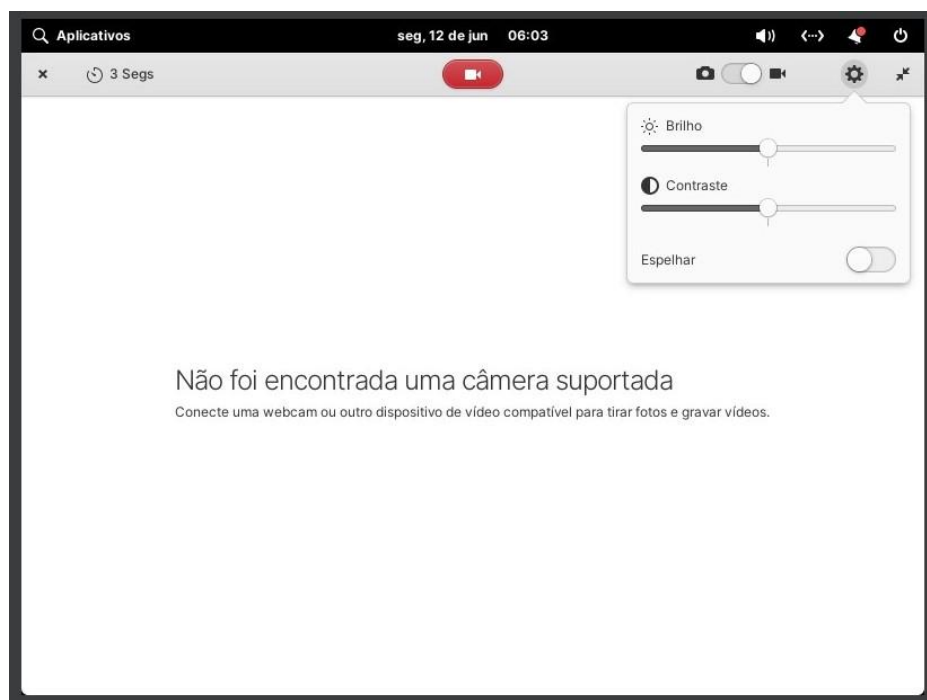 Aplicativos seg, 12 de jun 06:03
3 Segs
Brilho
Contraste
Espelhar
Não foi encontrada uma câmera suportada
Conecte uma webcam ou outro dispositivo de vídeo compatível para tirar fotos e gravar vídeos.